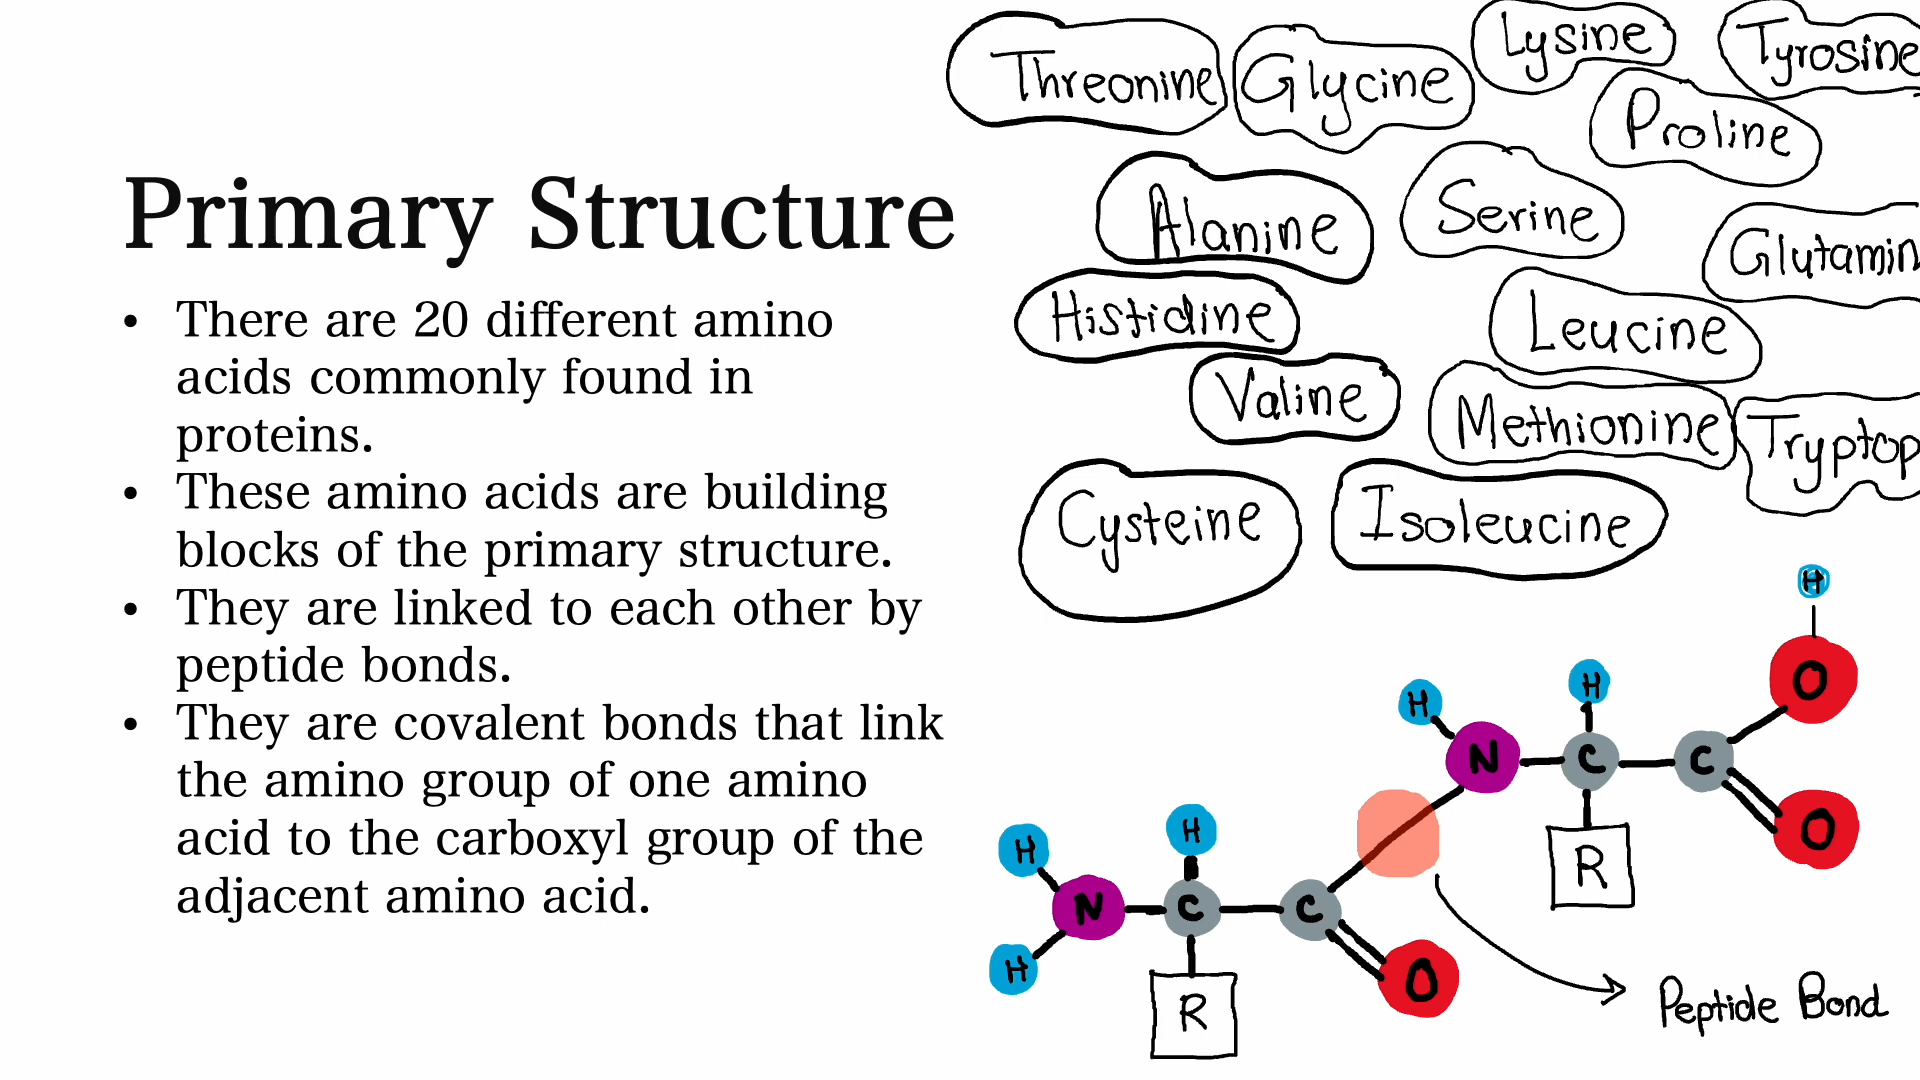 Primary Structure
• There are 20 different amino
acids commonly found in
proteins.
• These amino acids are building
blocks of the primary structure.
• They are linked to each other by
peptide bonds.
• They are covalent bonds that link
the amino group of one amino
acid to the carboxyl group of the
adjacent amino acid.
Threonine
Glycine
Lysine
Tyrosine
Proline
Alanine
Serine
Glutamin
Histidine
Leucine
Valine
Methionine
Tryptop
Cysteine
Isoleucine
H
O
H
H
N
C
C
O
R
H
H
N
C
C
H
O
R
Peptide Bond